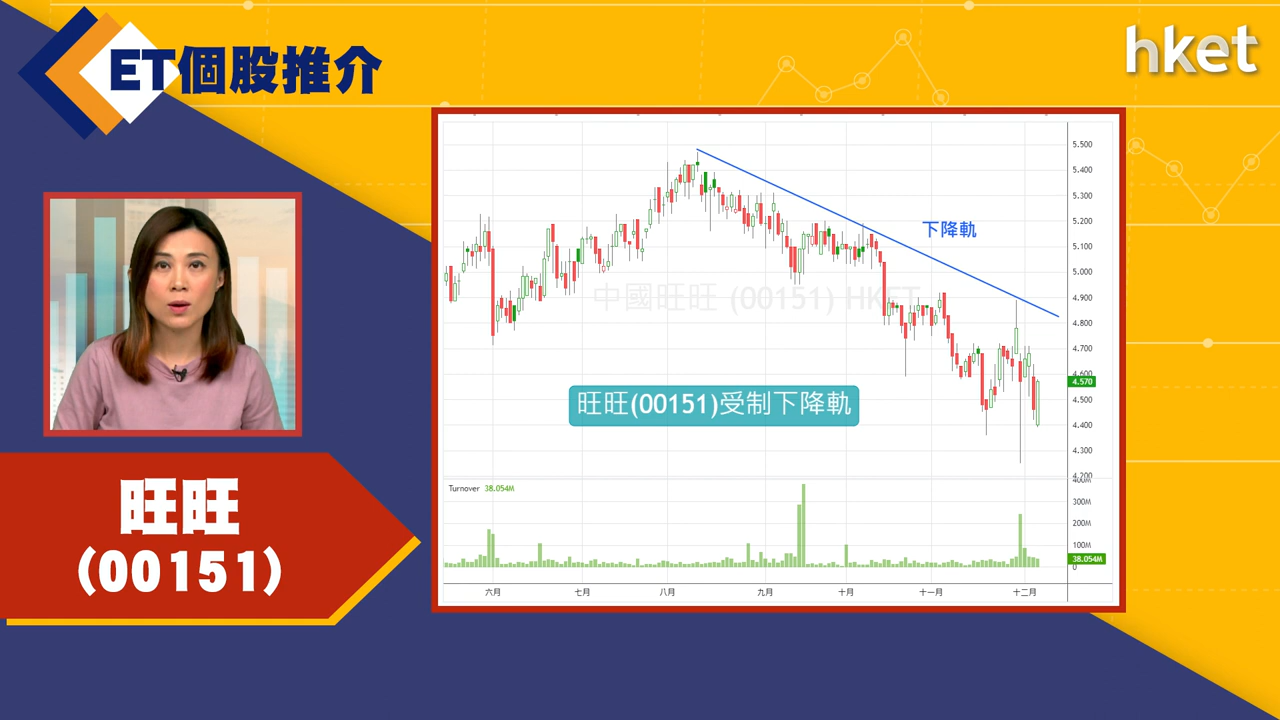 ET個股推介
hket
旺旺
(00151)
5.500
5.400
5.300
5.200
5.100
5.000
4.900
4.800
4.700
4.600
4.570
4.500
4.400
4.300
4.200
下降軌
中國旺旺 (00151) HKET
旺旺(00151)受制下降軌
Turnover 38.054M
400M
300M
200M
100M
38.054M
0
六月 七月 八月 九月 十月 十一月 十二月